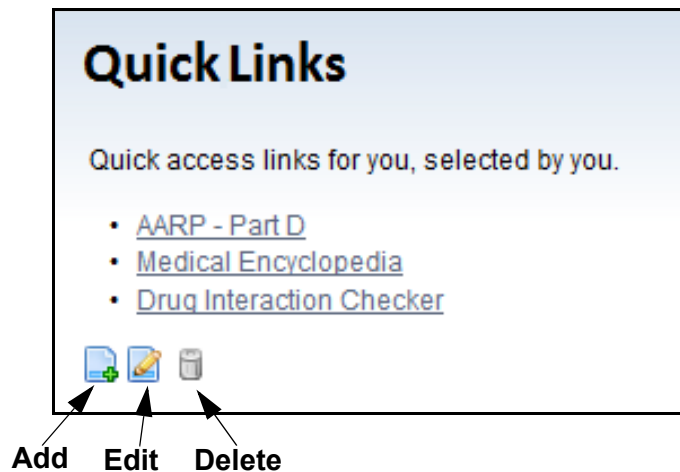 Quick Links
Quick access links for you, selected by you.
• AARP - Part D
• Medical Encyclopedia
• Drug Interaction Checker
Add Edit Delete